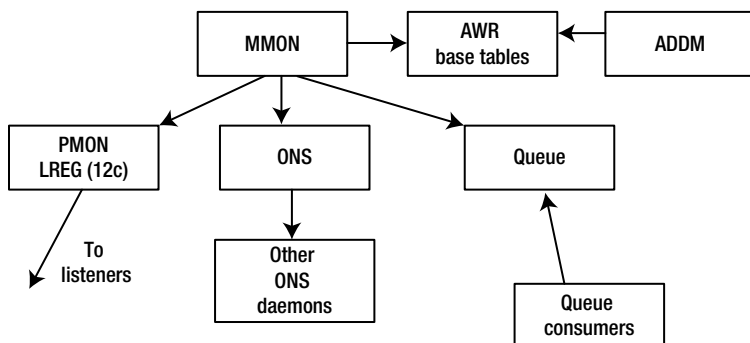 MMON
AWR
base tables
ADDM
PMON
LREG (12c)
ONS
Queue
To
listeners
Other
ONS
daemons
Queue
consumers